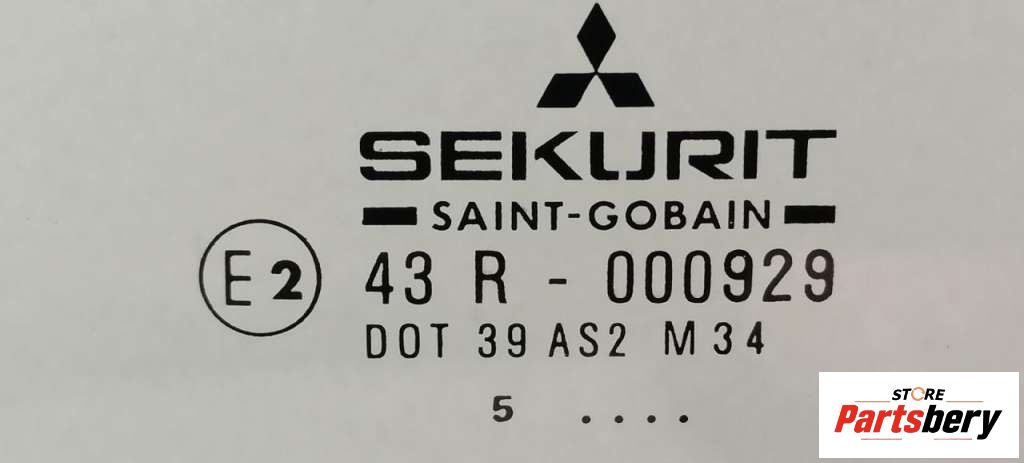 SEKURIT
SAINT-GOBAIN
E2 43 R - 000929
DOT 39 AS2 M34
5 ....
STORE
Partsbery